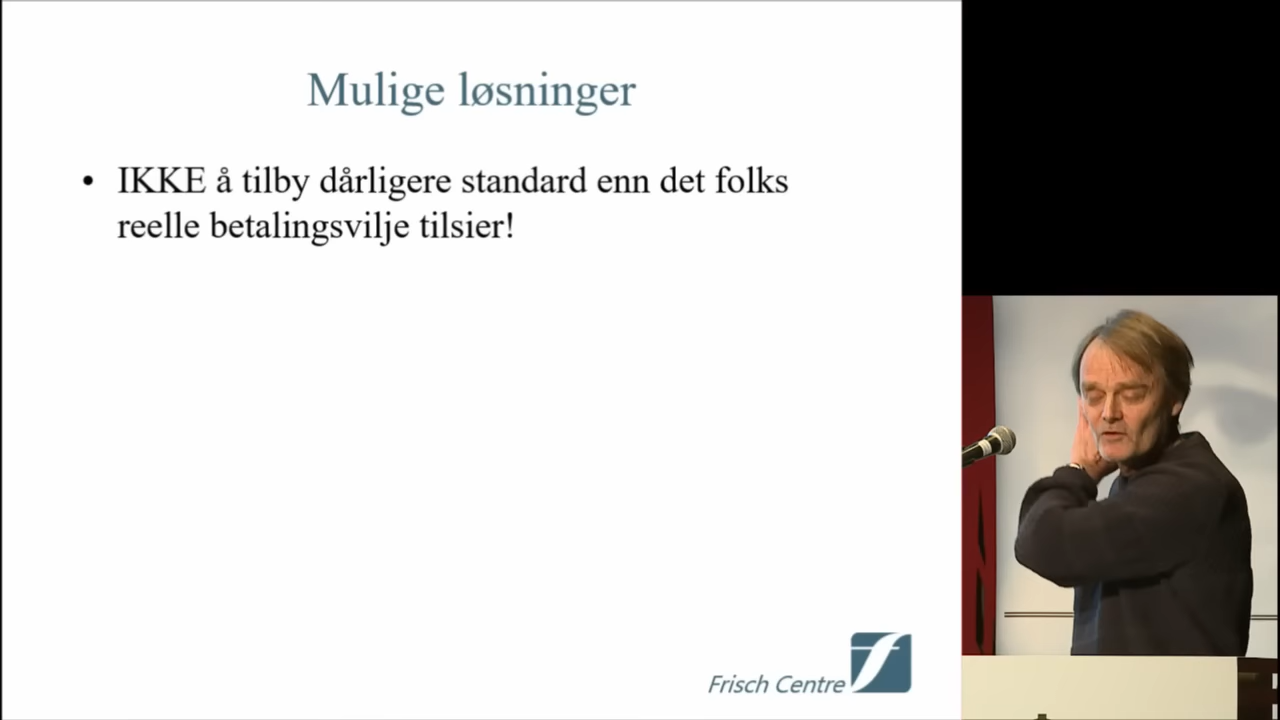 Mulige løsninger
• IKKE å tilby dårligere standard enn det folks
reelle betalingsvilje tilsier!
Frisch Centre